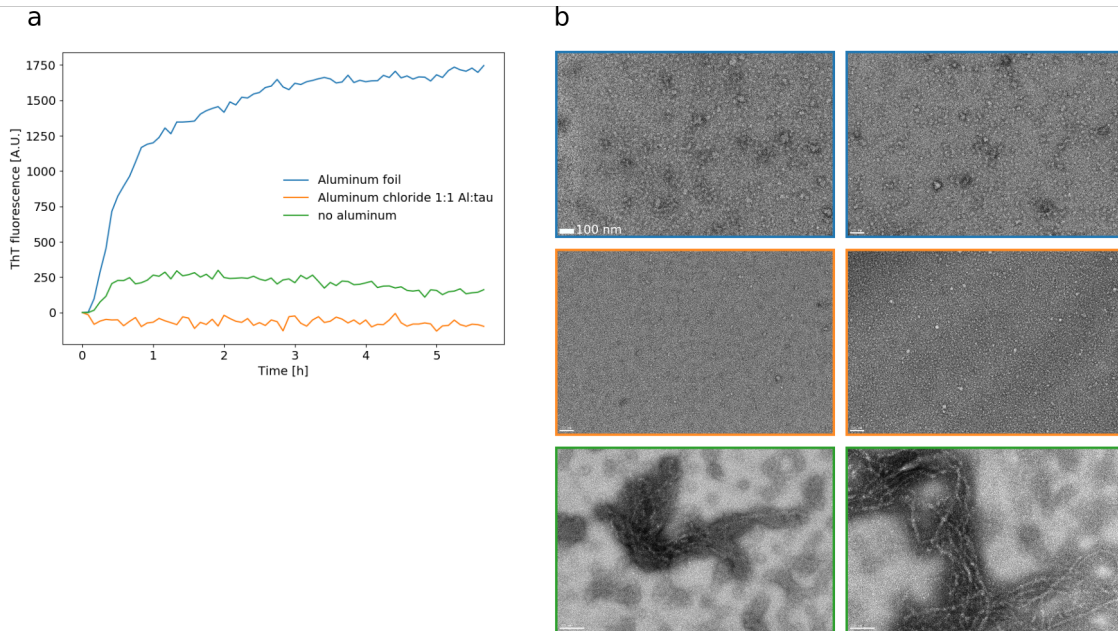 a
b
ThT fluorescence [A.U.]
1750
1500
1250
1000
750
500
250
0
Aluminum foil
Aluminum chloride 1:1 Al:tau
no aluminum
0 1 2 3 4 5
Time [h]
100 nm